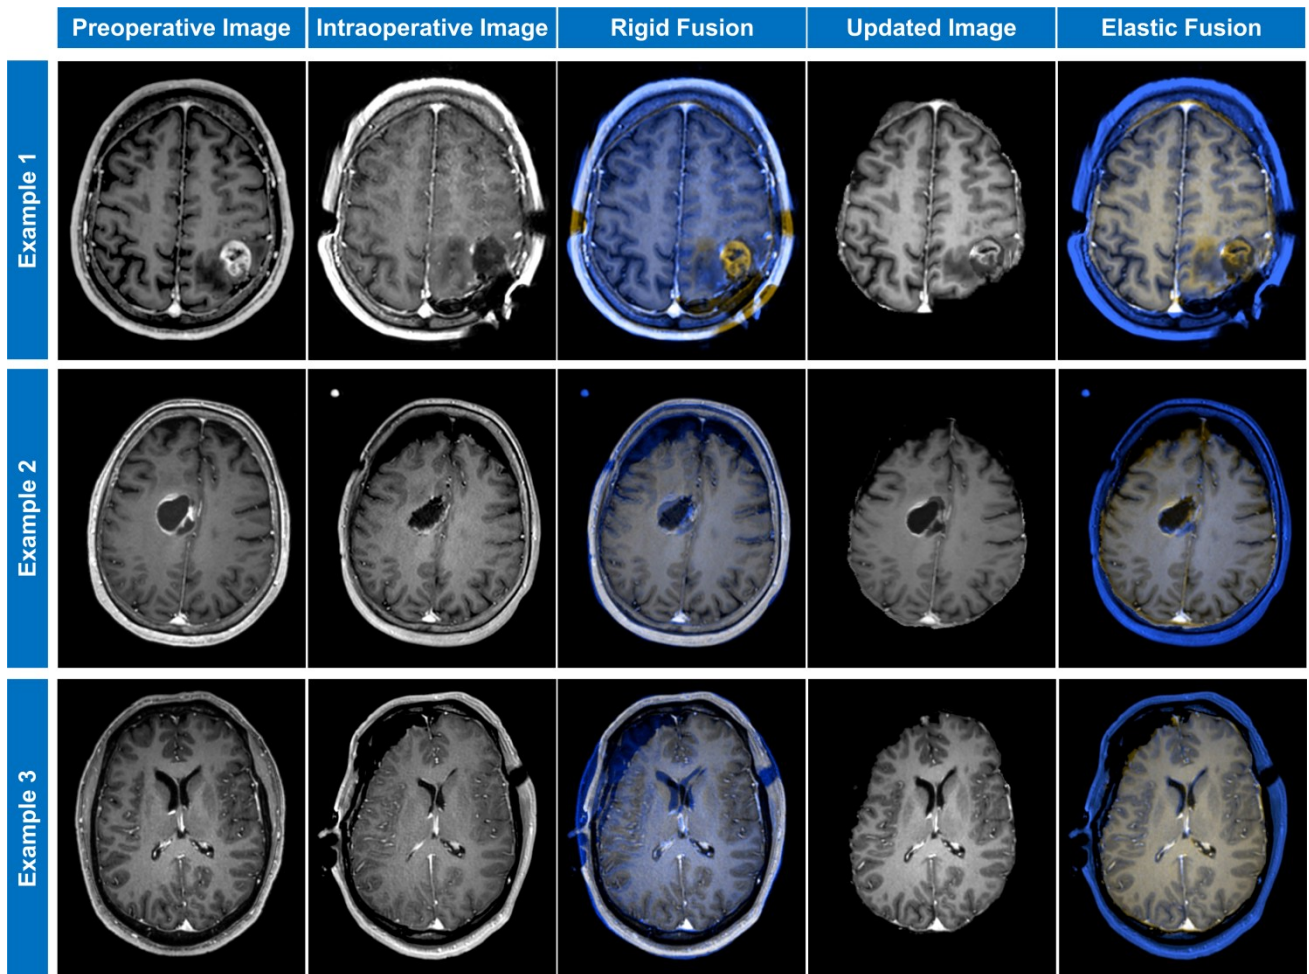 Preoperative Image
Intraoperative Image
Rigid Fusion
Updated Image
Elastic Fusion
Example 1
Example 2
Example 3